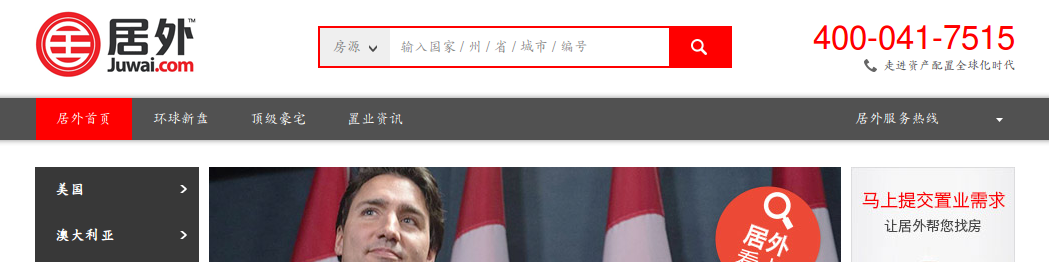 居外™
Juwai.com
房源
输入国家 / 州 / 省 / 城市 / 编号
400-041-7515
走进资产配置全球化时代
居外首页
环球新盘
顶级豪宅
置业资讯
居外服务热线
美国
澳大利亚
居外
马上提交置业需求
让居外帮您找房